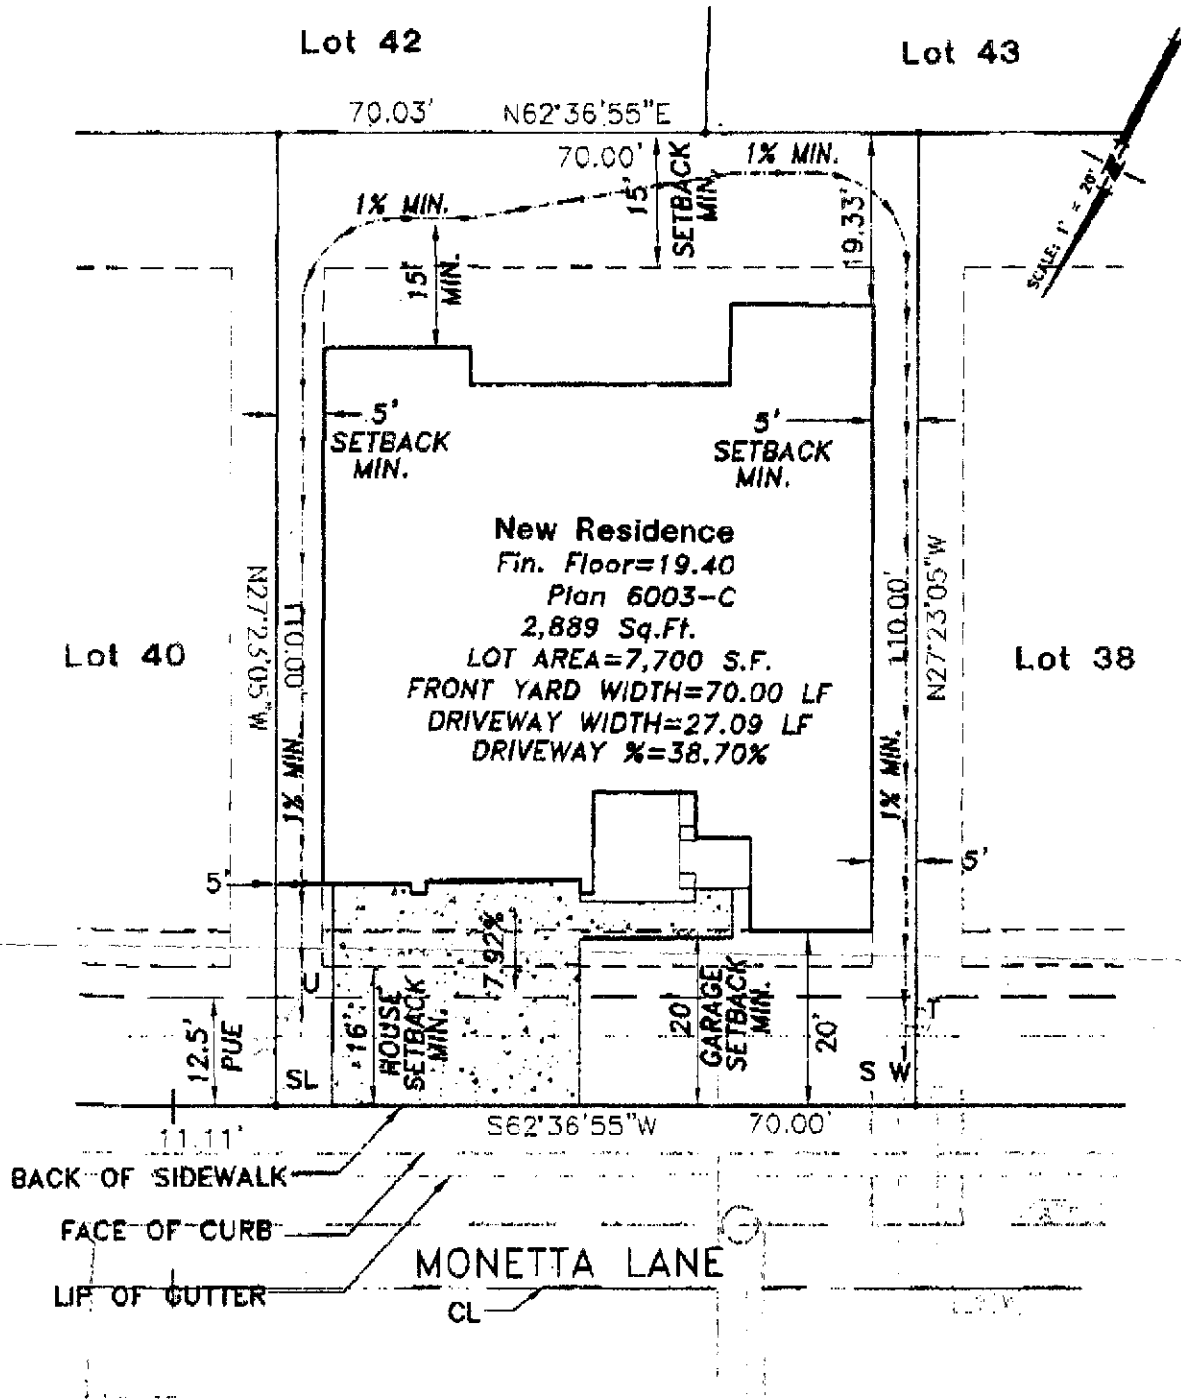 Lot 42
Lot 43
70.03'
N62°36'55"E
70.00'
1% MIN.
1% MIN.
15'
SETBACK
MIN.
19.33'
SCALE: 1" = 20'
15'
MIN.
5'
SETBACK
MIN.
5'
SETBACK
MIN.
New Residence
Fin. Floor=19.40
Plan 6003-C
2,889 Sq.Ft.
LOT AREA=7,700 S.F.
FRONT YARD WIDTH=70.00 LF
DRIVEWAY WIDTH=27.09 LF
DRIVEWAY %=38.70%
Lot 40
N27°23'05"W
110.00'
110.00'
N27°23'05"W
Lot 38
1% MIN.
1% MIN.
5'
5'
7.92%
U
12.5'
PUE
16'
HOUSE
SETBACK
MIN.
20'
GARAGE
SETBACK
MIN.
20'
SL
S W
11.11'
S62°36'55"W
70.00'
BACK OF SIDEWALK
FACE OF CURB
MONETTA LANE
LIP OF GUTTER
CL